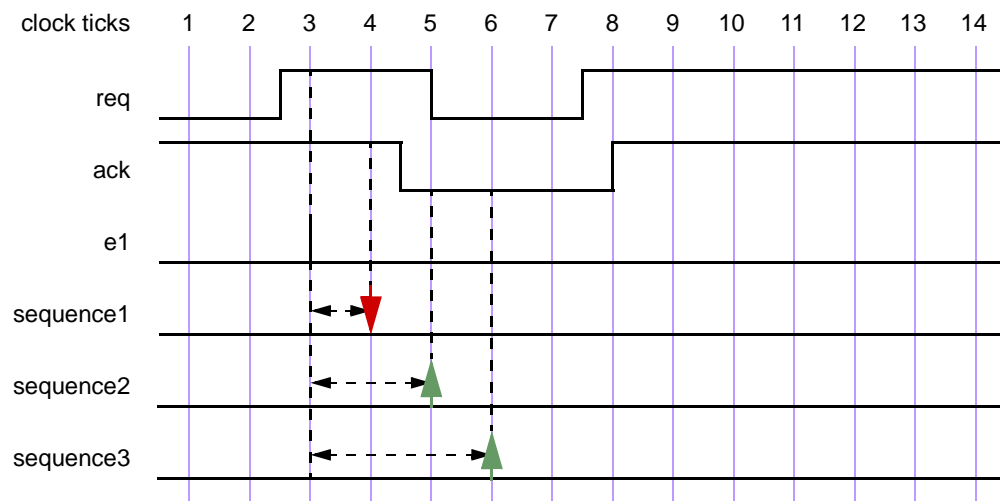 clock ticks 1 2 3 4 5 6 7 8 9 10 11 12 13 14
req
ack
e1
sequence1
sequence2
sequence3